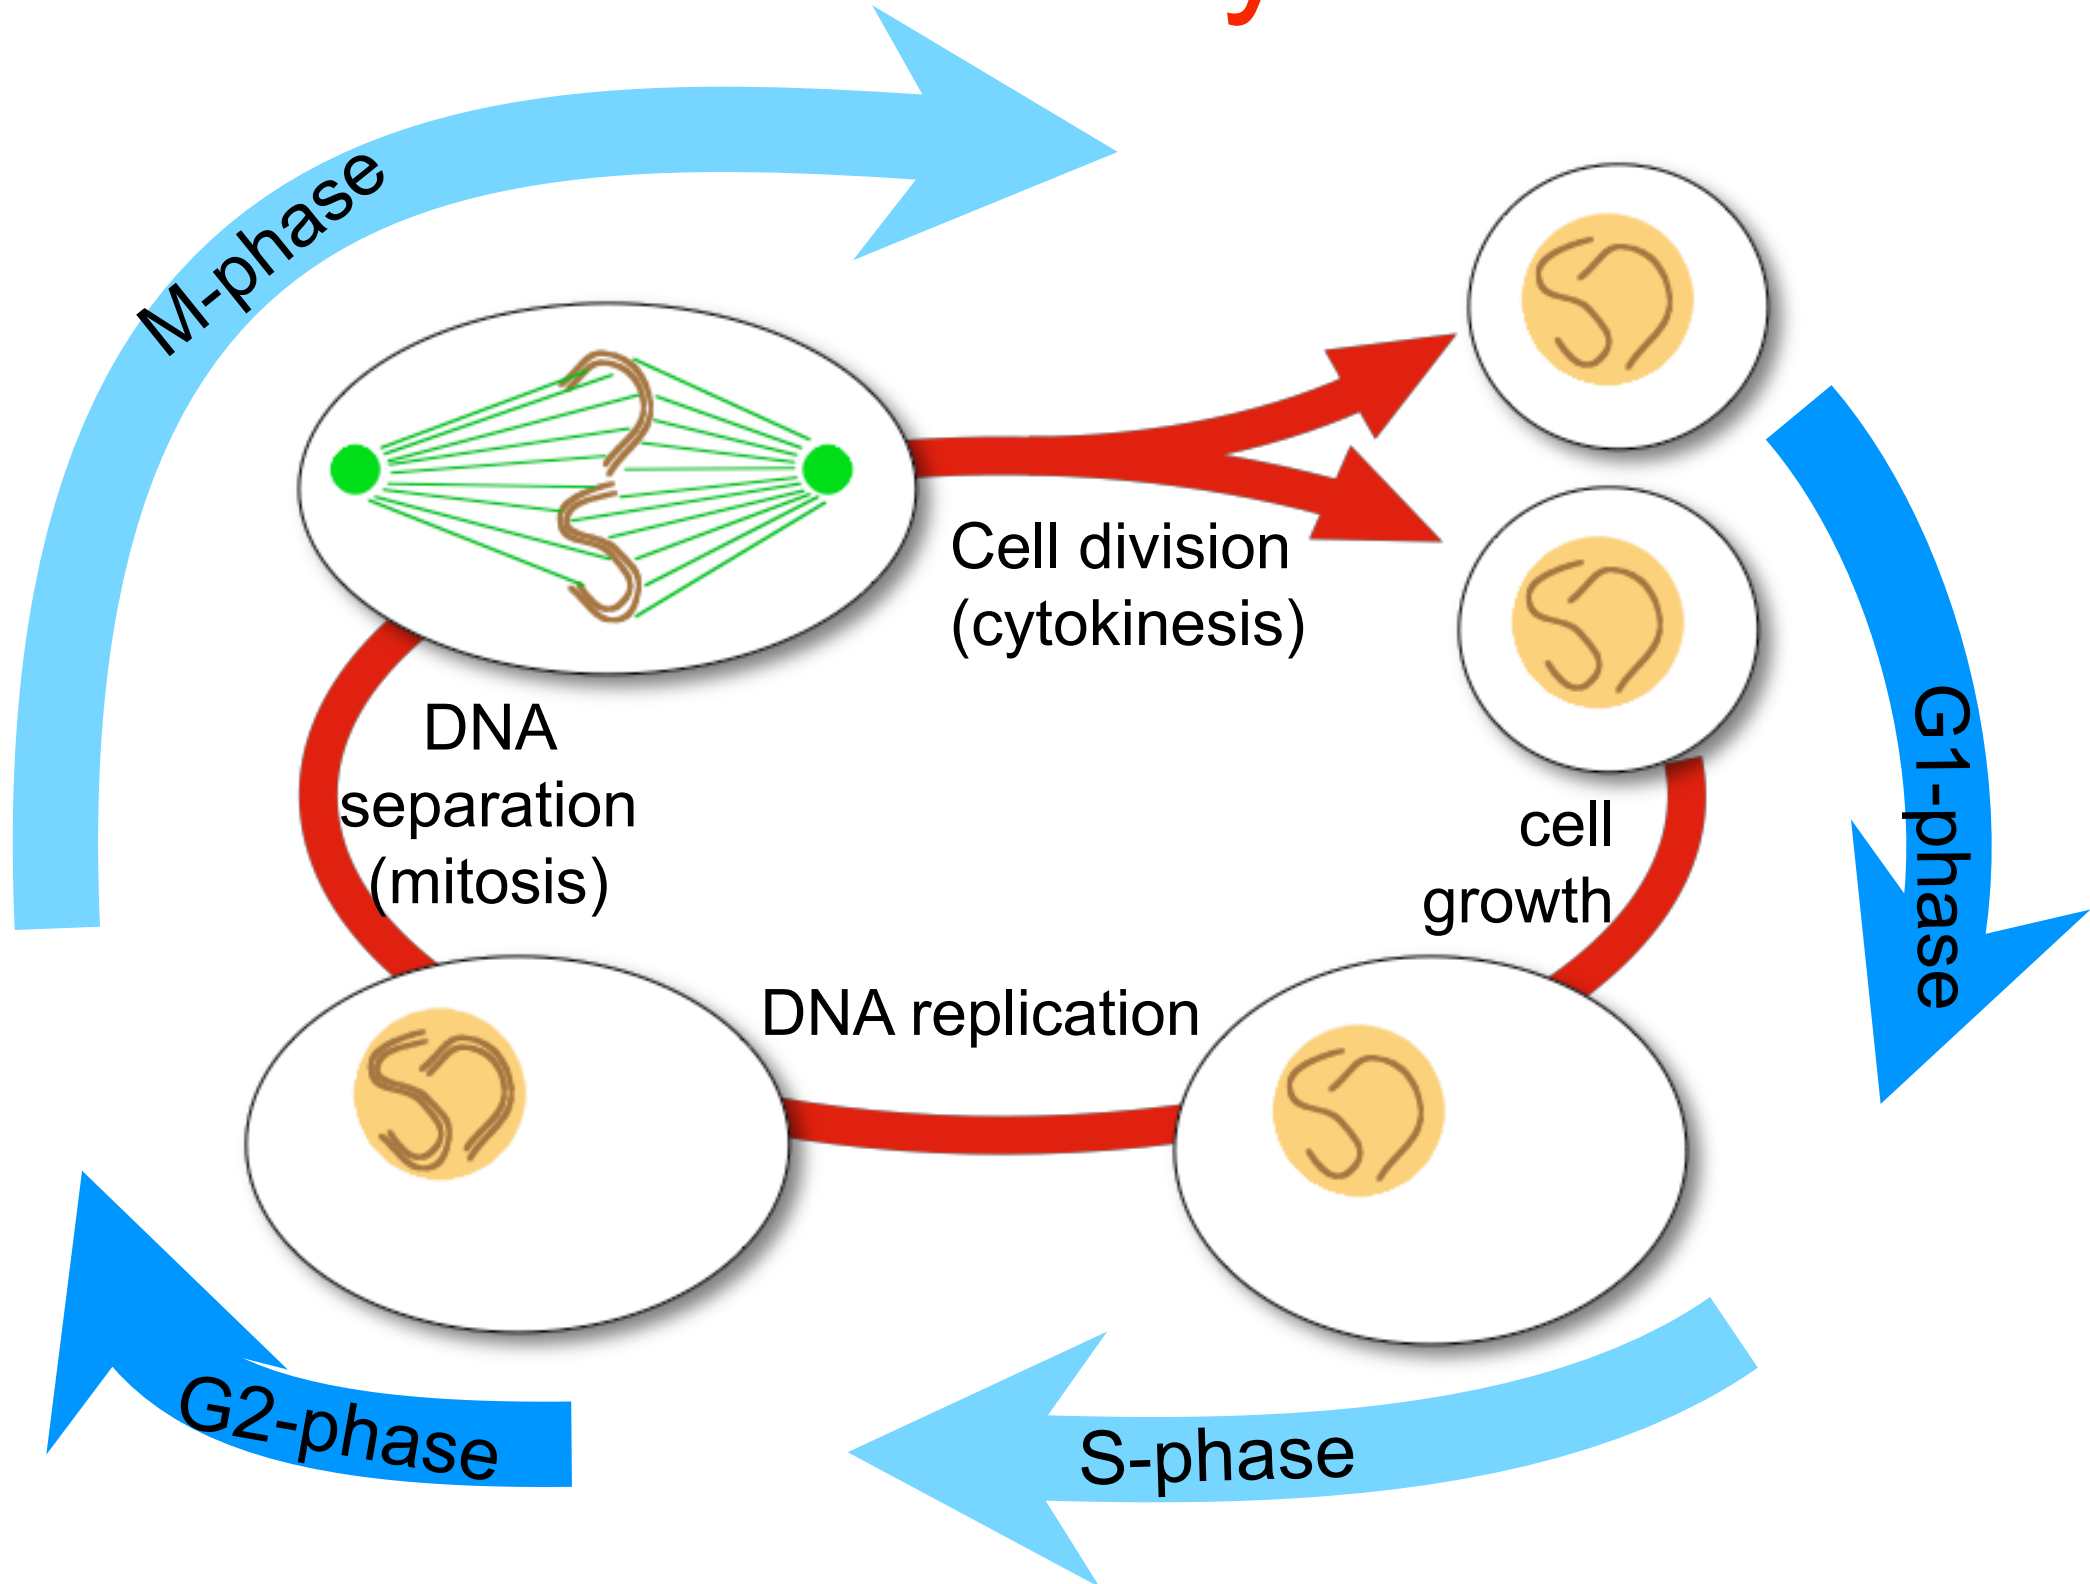 M-phase
Cell division
(cytokinesis)
DNA
separation
(mitosis)
G1-phase
cell
growth
DNA replication
G2-phase
S-phase